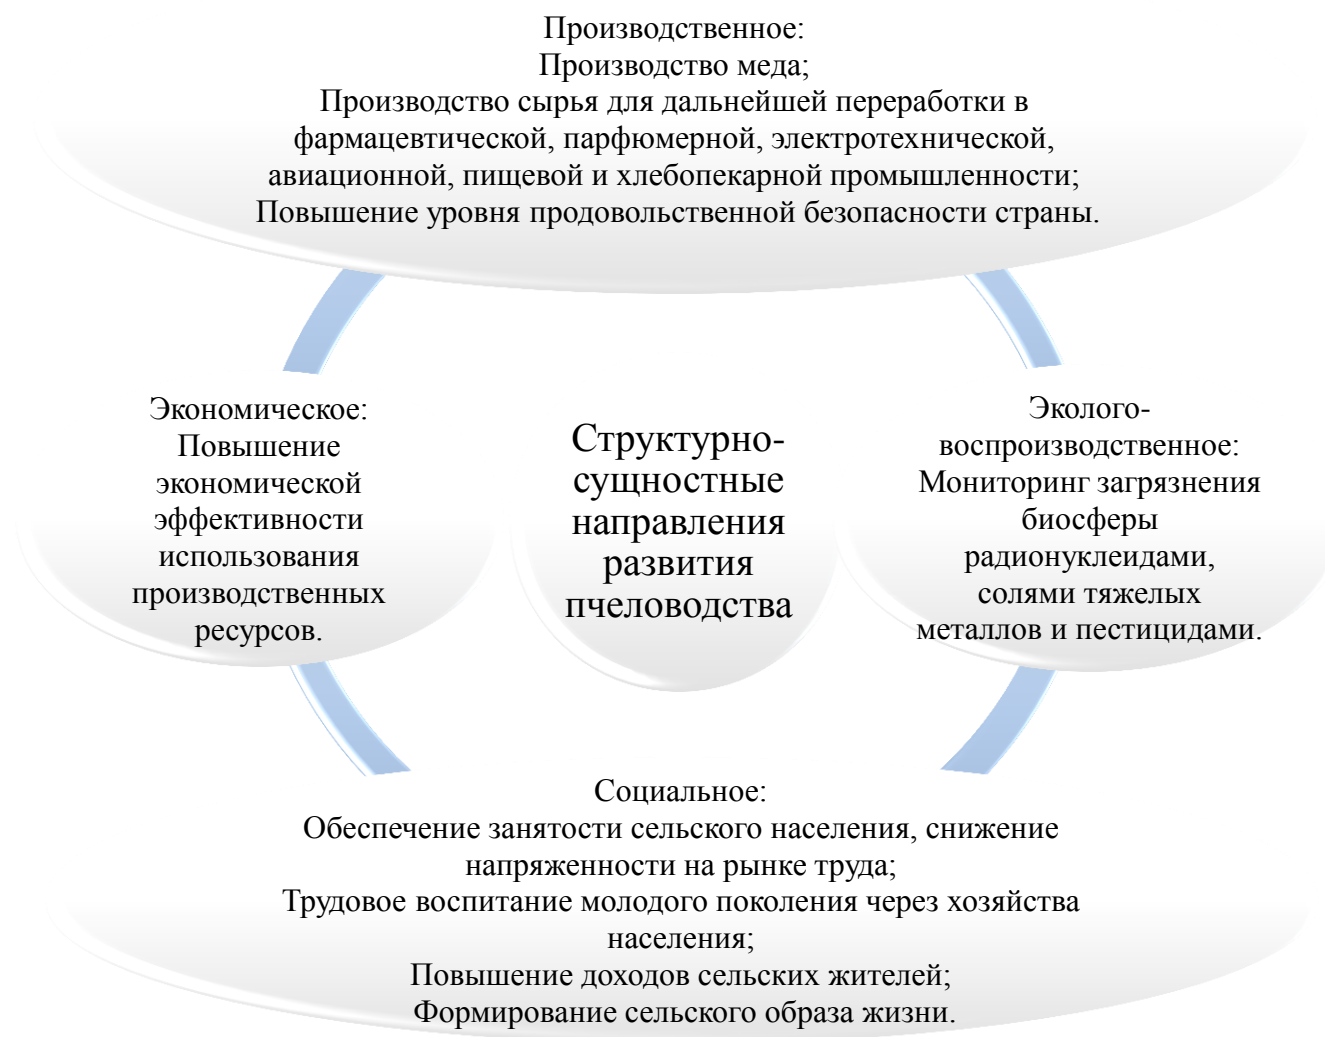 Производственное:
Производство меда;
Производство сырья для дальнейшей переработки в
фармацевтической, парфюмерной, электротехнической,
авиационной, пищевой и хлебопекарной промышленности;
Повышение уровня продовольственной безопасности страны.
Экономическое:
Повышение
экономической
эффективности
использования
производственных
ресурсов.
Структурно-
сущностные
направления
развития
пчеловодства
Эколого-
воспроизводственное:
Мониторинг загрязнения
биосферы
радионуклеидами,
солями тяжелых
металлов и пестицидами.
Социальное:
Обеспечение занятости сельского населения, снижение
напряженности на рынке труда;
Трудовое воспитание молодого поколения через хозяйства
населения;
Повышение доходов сельских жителей;
Формирование сельского образа жизни.